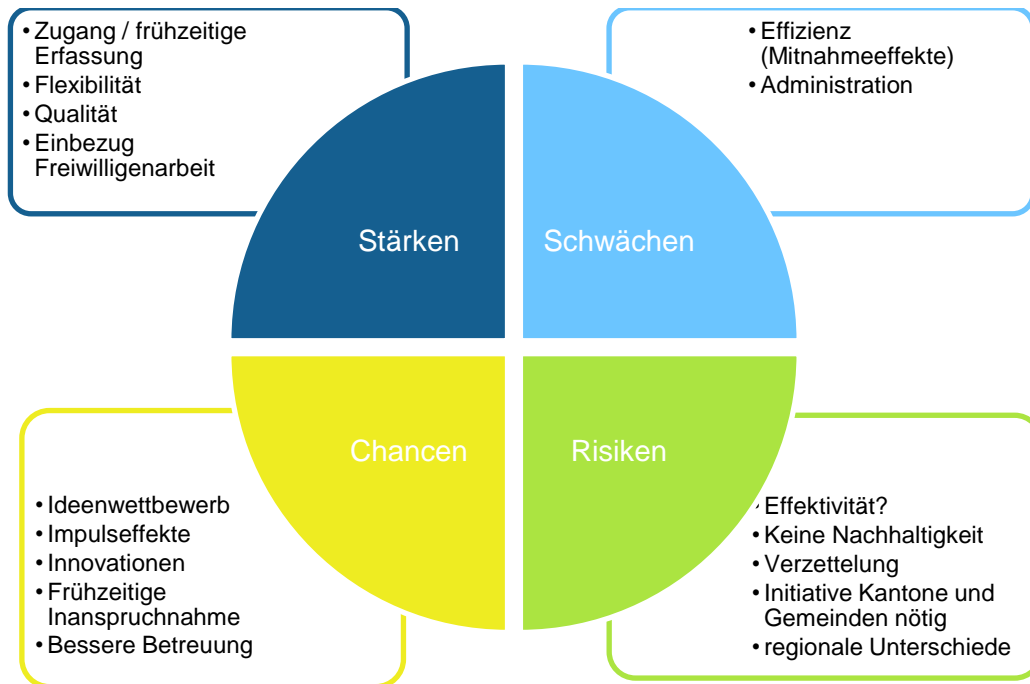 • Zugang / frühzeitige
Erfassung
• Flexibilität
• Qualität
• Einbezug
Freiwilligenarbeit
• Effizienz
(Mitnahmeeffekte)
• Administration
Stärken
Schwächen
Chancen
Risiken
• Ideenwettbewerb
• Impulseffekte
• Innovationen
• Frühzeitige
Inanspruchnahme
• Bessere Betreuung
• Effektivität?
• Keine Nachhaltigkeit
• Verzettelung
• Initiative Kantone und
Gemeinden nötig
• regionale Unterschiede